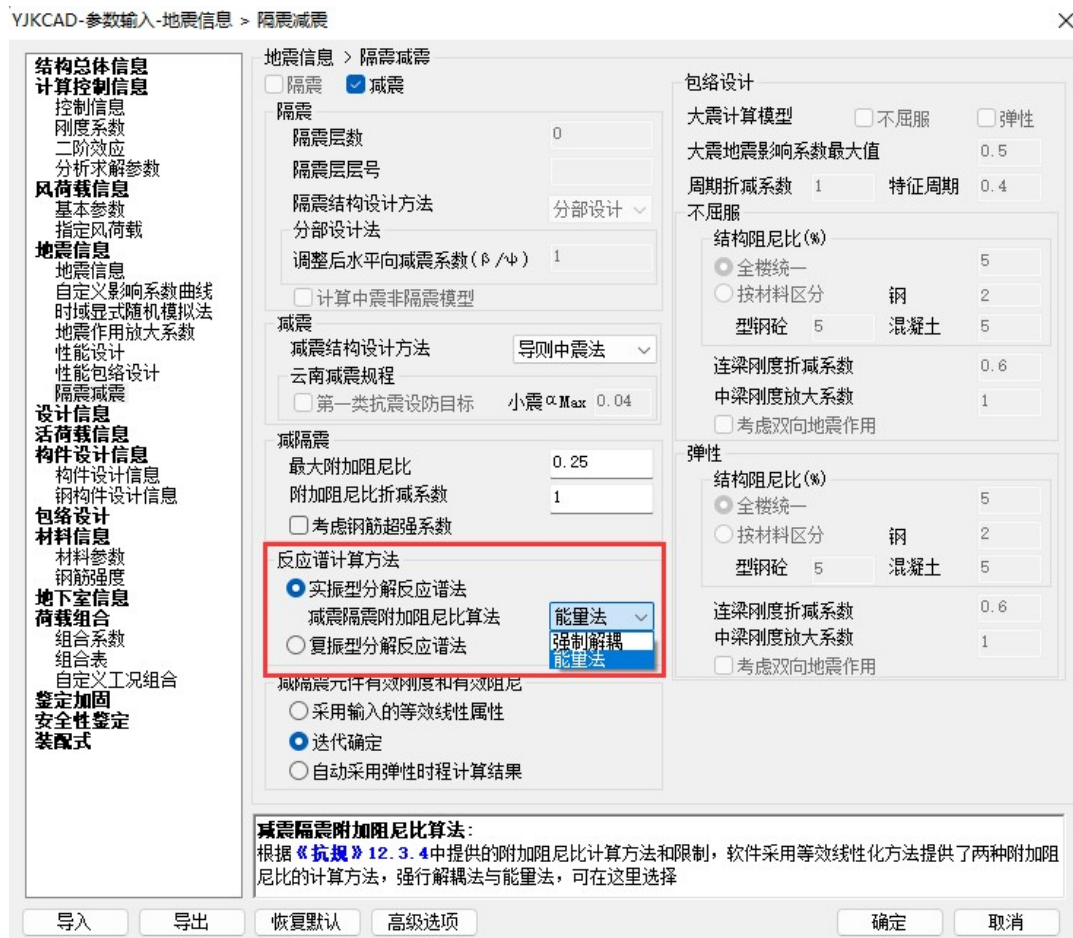 YJKCAD-参数输入-地震信息 > 隔震减震
结构总体信息
计算控制信息
控制信息
刚度系数
二阶效应
分析求解参数
风荷载信息
基本参数
指定风荷载
地震信息
地震信息
自定义影响系数曲线
时域显式随机模拟法
地震作用放大系数
性能设计
性能包络设计
隔震减震
设计信息
活荷载信息
构件设计信息
构件设计信息
钢构件设计信息
包络设计
材料信息
材料参数
钢筋强度
地下室信息
荷载组合
组合系数
组合表
自定义工况组合
鉴定加固
安全性鉴定
装配式
地震信息 > 隔震减震
隔震 减震
隔震
隔震层数 0
隔震层层号
隔震结构设计方法 分部设计
分部设计法
调整后水平向减震系数(β/ψ) 1
计算中震非隔震模型
减震
减震结构设计方法 导则中震法
云南减震规程
第一类抗震设防目标 小震αMax 0.04
减隔震
最大附加阻尼比 0.25
附加阻尼比折减系数 1
考虑钢筋超强系数
反应谱计算方法
实振型分解反应谱法
减震隔震附加阻尼比算法 能量法
强制解耦
复振型分解反应谱法 能量法
减隔震元件有效刚度和有效阻尼
采用输入的等效线性属性
迭代确定
自动采用弹性时程计算结果
包络设计
大震计算模型 不屈服 弹性
大震地震影响系数最大值 0.5
周期折减系数 1 特征周期 0.4
不屈服
结构阻尼比(%)
全楼统一 5
按材料区分 钢 2
型钢砼 5 混凝土 5
连梁刚度折减系数 0.6
中梁刚度放大系数 1
考虑双向地震作用
弹性
结构阻尼比(%)
全楼统一 5
按材料区分 钢 2
型钢砼 5 混凝土 5
连梁刚度折减系数 0.6
中梁刚度放大系数 1
考虑双向地震作用
减震隔震附加阻尼比算法:
根据《抗规》12.3.4中提供的附加阻尼比计算方法和限制，软件采用等效线性化方法提供了两种附加阻
尼比的计算方法，强行解耦法与能量法，可在这里选择
导入 导出 恢复默认 高级选项 确定 取消